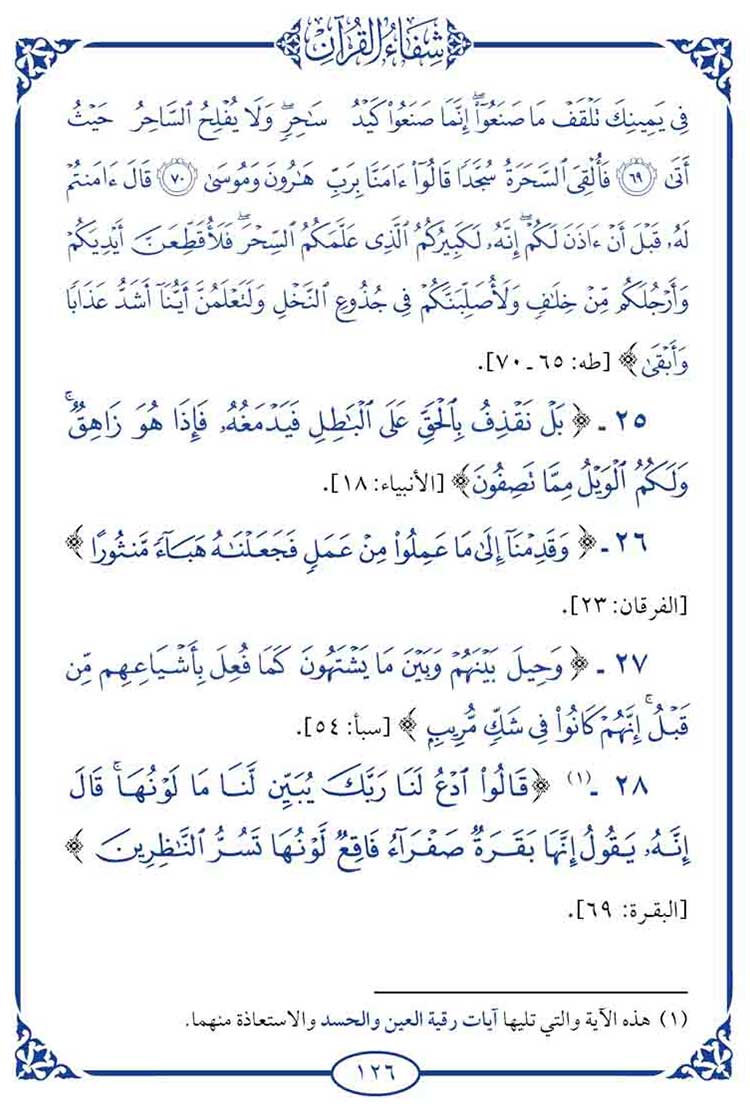 شفاء القرآن
فِي يَمِينِكَ تَلْقَفْ مَا صَنَعُوٓا۟ۖ إِنَّمَا صَنَعُوا۟ كَيْدُ سَٰحِرٍۖ وَلَا يُفْلِحُ ٱلسَّاحِرُ حَيْثُ
أَتَىٰ ٦٩ فَأُلْقِيَ ٱلسَّحَرَةُ سُجَّدًا قَالُوٓا۟ ءَامَنَّا بِرَبِّ هَٰرُونَ وَمُوسَىٰ ٧٠ قَالَ ءَامَنتُمْ
لَهُۥ قَبْلَ أَنْ ءَاذَنَ لَكُمْۖ إِنَّهُۥ لَكَبِيرُكُمُ ٱلَّذِى عَلَّمَكُمُ ٱلسِّحْرَۖ فَلَأُقَطِّعَنَّ أَيْدِيَكُمْ
وَأَرْجُلَكُم مِّنْ خِلَٰفٍ وَلَأُصَلِّبَنَّكُمْ فِى جُذُوعِ ٱلنَّخْلِ وَلَتَعْلَمُنَّ أَيُّنَآ أَشَدُّ عَذَابًا
وَأَبْقَىٰ ﴾ [طه: ٦٥ ـ ٧٠].
٢٥ ـ ﴿ بَلْ نَقْذِفُ بِٱلْحَقِّ عَلَى ٱلْبَٰطِلِ فَيَدْمَغُهُۥ فَإِذَا هُوَ زَاهِقٌۚ
وَلَكُمُ ٱلْوَيْلُ مِمَّا تَصِفُونَ ﴾ [الأنبياء: ١٨].
٢٦ ـ ﴿ وَقَدِمْنَآ إِلَىٰ مَا عَمِلُوا۟ مِنْ عَمَلٍ فَجَعَلْنَٰهُ هَبَآءً مَّنثُورًا ﴾
[الفرقان: ٢٣].
٢٧ ـ ﴿ وَحِيلَ بَيْنَهُمْ وَبَيْنَ مَا يَشْتَهُونَ كَمَا فُعِلَ بِأَشْيَاعِهِم مِّن
قَبْلُۚ إِنَّهُمْ كَانُوا۟ فِى شَكٍّ مُّرِيبٍۭ ﴾ [سبأ: ٥٤].
٢٨ ـ(١) ﴿ قَالُوا۟ ٱدْعُ لَنَا رَبَّكَ يُبَيِّن لَّنَا مَا لَوْنُهَاۚ قَالَ
إِنَّهُۥ يَقُولُ إِنَّهَا بَقَرَةٌ صَفْرَآءُ فَاقِعٌ لَّوْنُهَا تَسُرُّ ٱلنَّٰظِرِينَ ﴾
[البقرة: ٦٩].
(١) هذه الآية والتي تليها آيات رقية العين والحسد والاستعاذة منهما.
١٢٦